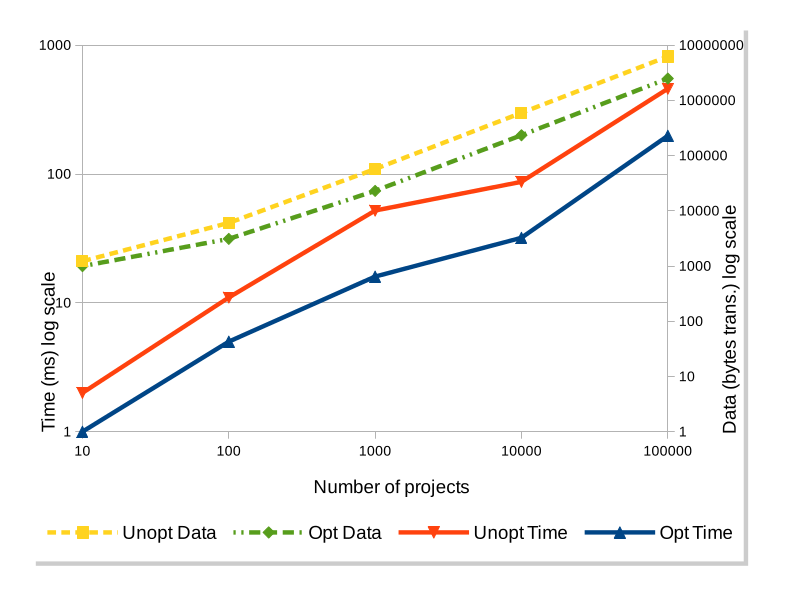 1000
100
10
1
Time (ms) log scale
10000000
1000000
100000
10000
1000
100
10
1
Data (bytes trans.) log scale
10 100 1000 10000 100000
Number of projects
Unopt Data Opt Data Unopt Time Opt Time